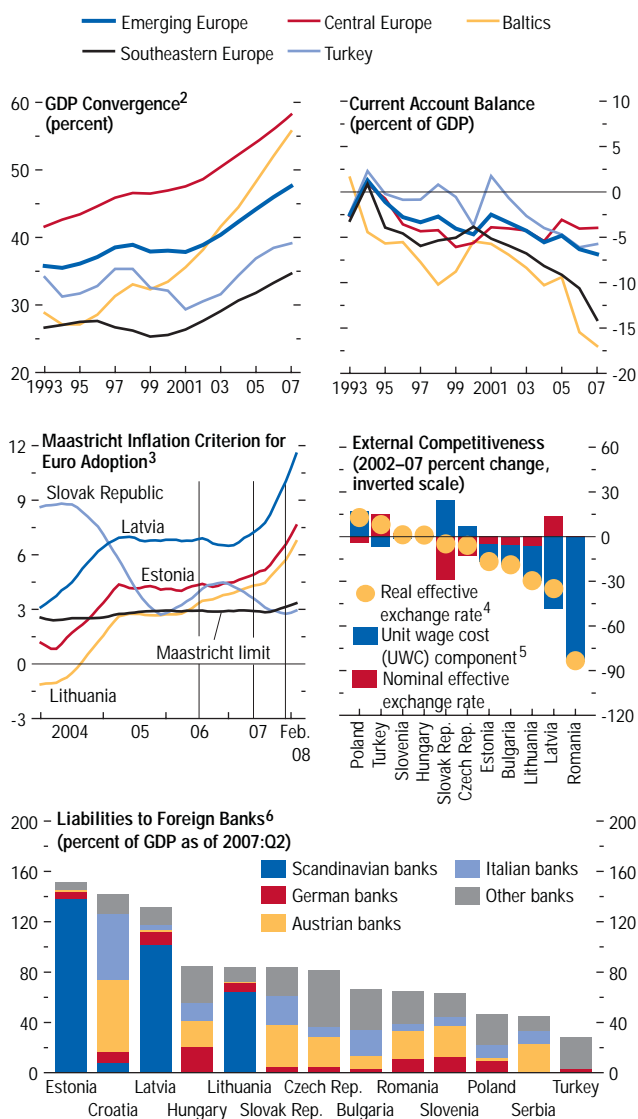 Emerging Europe Central Europe Baltics
Southeastern Europe Turkey
GDP Convergence2
(percent)
60
50
40
30
20
1993 95 97 99 2001 03 05 07
Current Account Balance
(percent of GDP)
10
5
0
-5
-10
-15
-20
1993 95 97 99 2001 03 05 07
Maastricht Inflation Criterion for
Euro Adoption3
12
9
6
3
0
-3
Slovak Republic
Latvia
Estonia
Maastricht limit
Lithuania
2004 05 06 07 Feb.
08
External Competitiveness
(2002–07 percent change,
inverted scale)
60
30
0
-30
-60
-90
-120
Real effective
exchange rate4
Unit wage cost
(UWC) component5
Nominal effective
exchange rate
Poland
Turkey
Slovenia
Hungary
Slovak Rep.
Czech Rep.
Estonia
Bulgaria
Lithuania
Latvia
Romania
Liabilities to Foreign Banks6
(percent of GDP as of 2007:Q2)
200 200
160 160
120 120
80 80
40 40
0 0
Scandinavian banks Italian banks
German banks Other banks
Austrian banks
Estonia Latvia Lithuania Czech Rep. Romania Poland Turkey
Croatia Hungary Slovak Rep. Bulgaria Slovenia Serbia